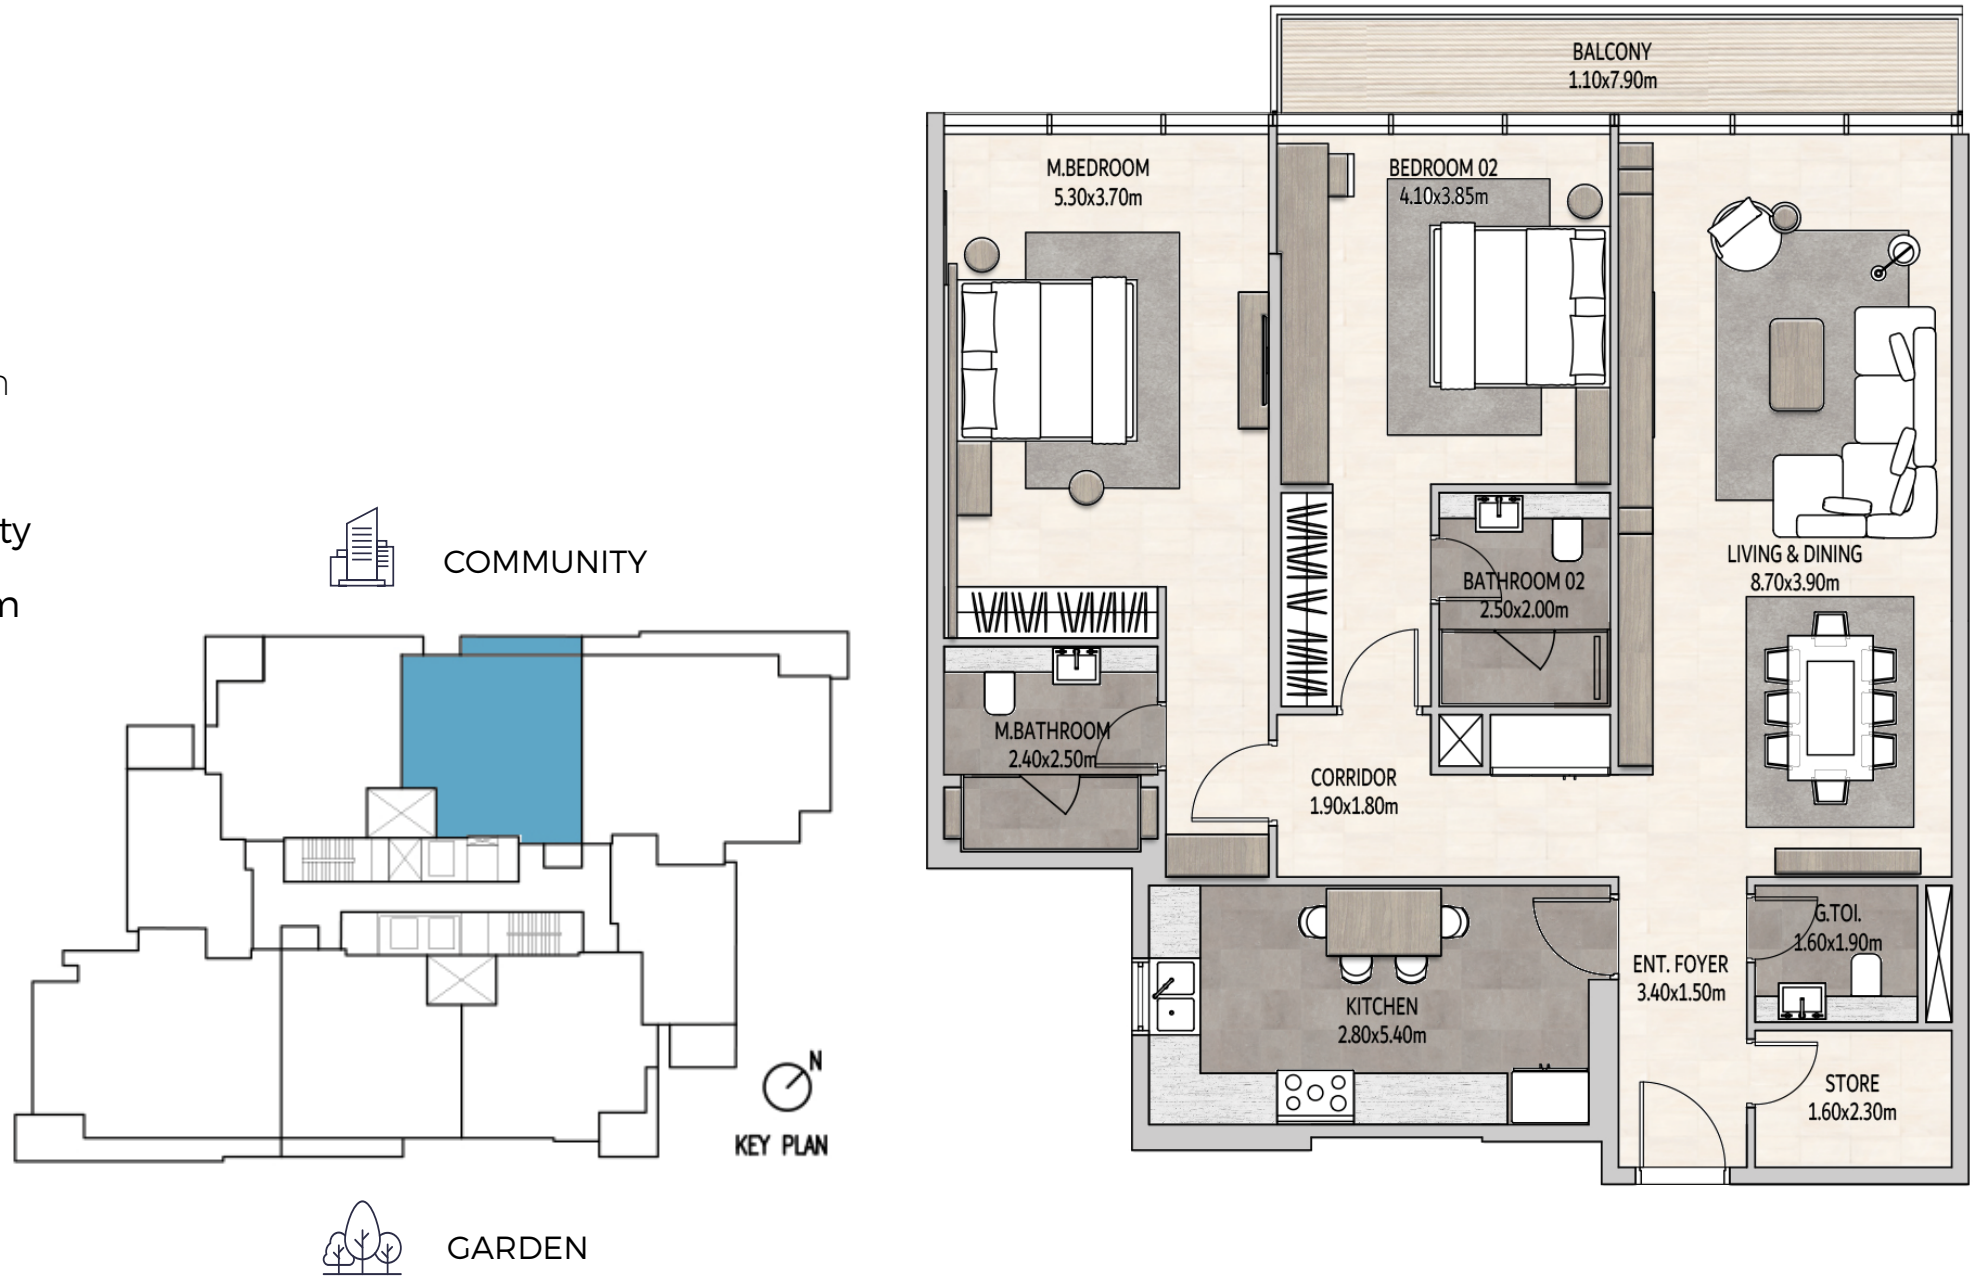 COMMUNITY
N
KEY PLAN
GARDEN
BALCONY
1.10x7.90m
M.BEDROOM
5.30x3.70m
BEDROOM 02
4.10x3.85m
LIVING & DINING
8.70x3.90m
BATHROOM 02
2.50x2.00m
M.BATHROOM
2.40x2.50m
CORRIDOR
1.90x1.80m
G.TOI.
1.60x1.90m
ENT. FOYER
3.40x1.50m
KITCHEN
2.80x5.40m
STORE
1.60x2.30m